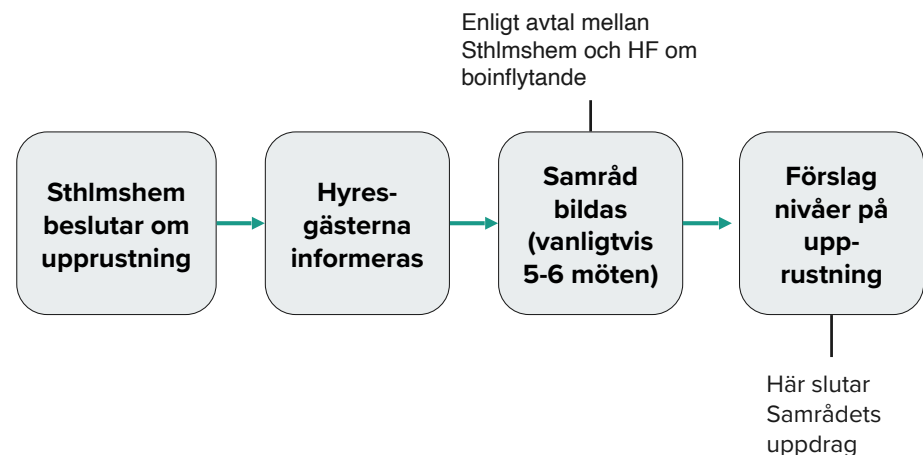 Enligt avtal mellan
Sthlmshem och HF om
boinflytande
Sthlmshem
beslutar om
upprustning
Hyres-
gästerna
informeras
Samråd
bildas
(vanligtvis
5-6 möten)
Förslag
nivåer på
upp-
rustning
Här slutar
Samrådets
uppdrag